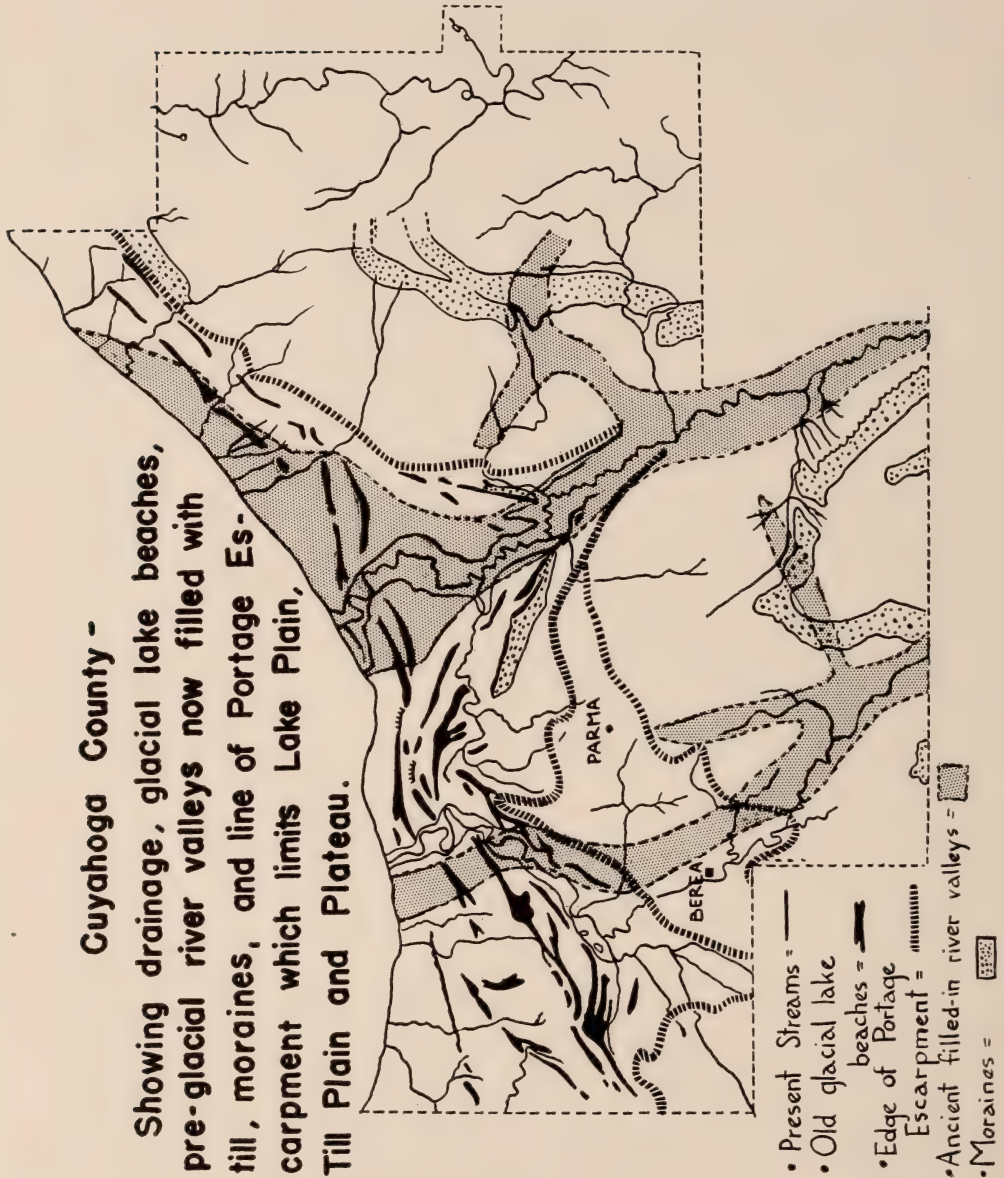 Cuyahoga County -
Showing drainage, glacial lake beaches,
pre-glacial river valleys now filled with
till, moraines, and line of Portage Es-
carpment which limits Lake Plain,
Till Plain and Plateau.
PARMA
BEREA
• Present Streams =
• Old glacial lake
beaches =
• Edge of Portage
Escarpment =
• Ancient filled-in river valleys =
• Moraines =